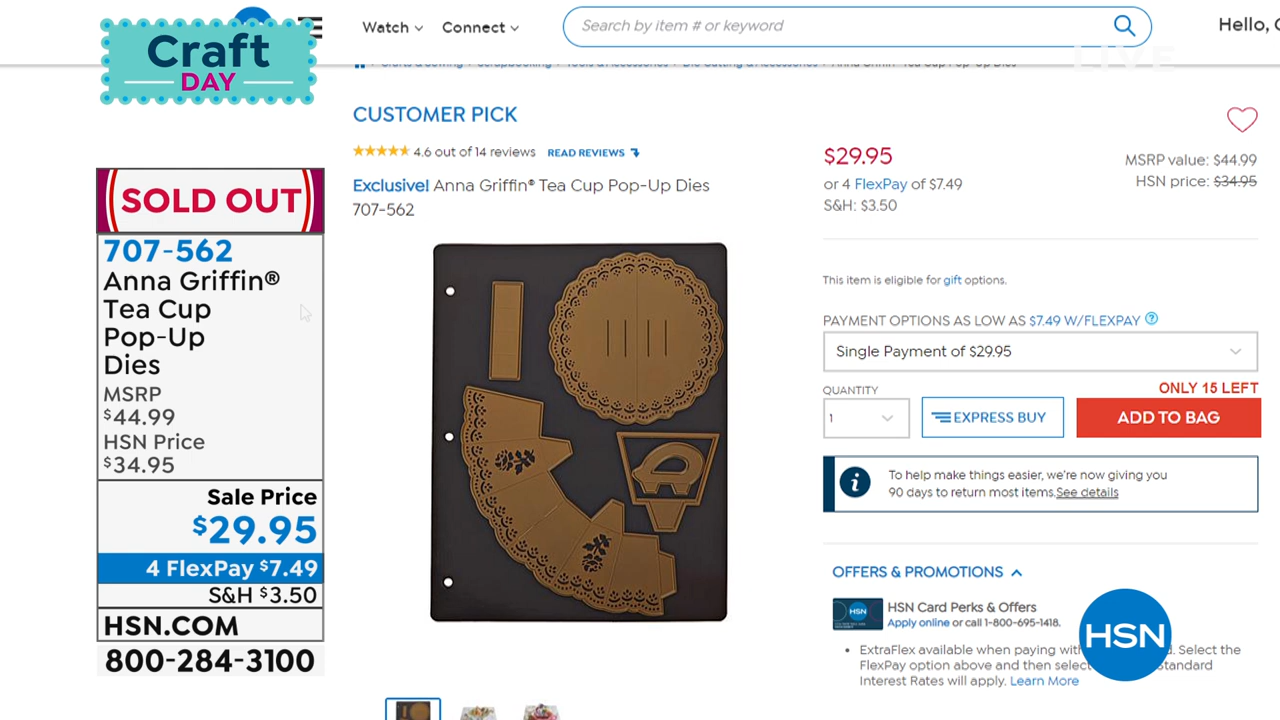 Craft
DAY
Watch
Connect
Search by item # or keyword
Hello,
LIVE
CUSTOMER PICK
4.6 out of 14 reviews READ REVIEWS
Exclusive! Anna Griffin® Tea Cup Pop-Up Dies
707-562
$29.95
or 4 FlexPay of $7.49
S&H: $3.50
MSRP value: $44.99
HSN price: $34.95
This item is eligible for gift options.
PAYMENT OPTIONS AS LOW AS $7.49 W/FLEXPAY ?
Single Payment of $29.95
QUANTITY
ONLY 15 LEFT
1
EXPRESS BUY
ADD TO BAG
i
To help make things easier, we're now giving you
90 days to return most items.See details
OFFERS & PROMOTIONS
HSN
HSN Card Perks & Offers
Apply online or call 1-800-695-1418.
• ExtraFlex available when paying with d. Select the
FlexPay option above and then select Standard
Interest Rates will apply. Learn More
HSN
SOLD OUT
707-562
Anna Griffin®
Tea Cup
Pop-Up
Dies
MSRP
$44.99
HSN Price
$34.95
Sale Price
$29.95
4 FlexPay $7.49
S&H $3.50
HSN.COM
800-284-3100